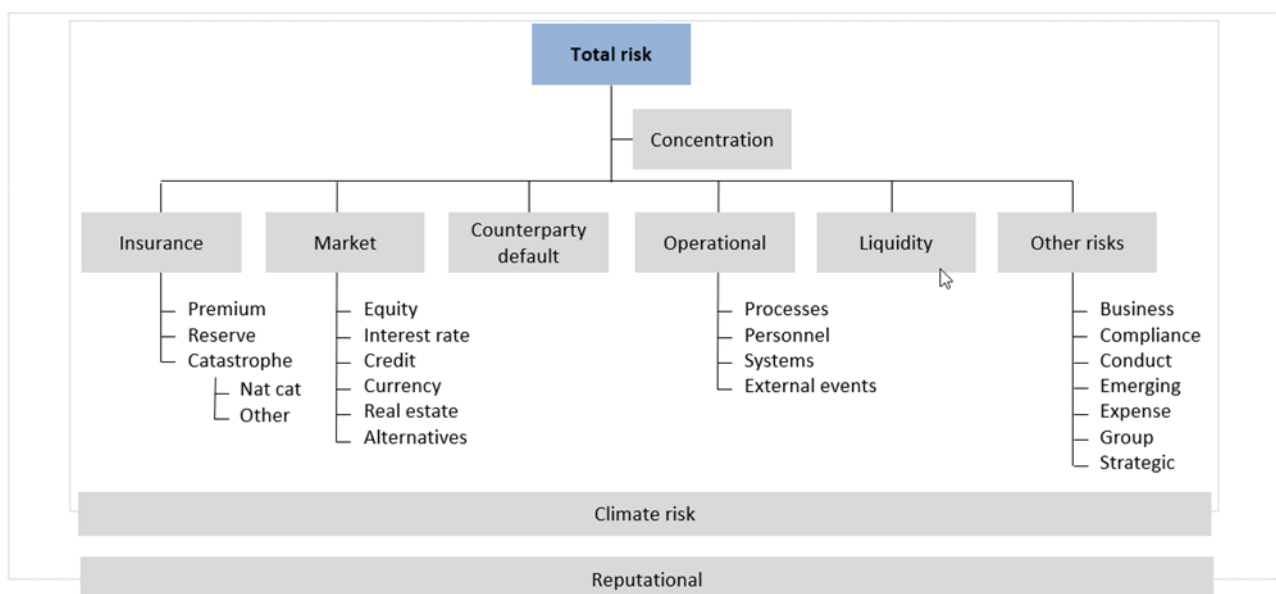 Total risk
Concentration
Insurance
Market
Counterparty
default
Operational
Liquidity
Other risks
Premium
Reserve
Catastrophe
Nat cat
Other
Equity
Interest rate
Credit
Currency
Real estate
Alternatives
Processes
Personnel
Systems
External events
Business
Compliance
Conduct
Emerging
Expense
Group
Strategic
Climate risk
Reputational